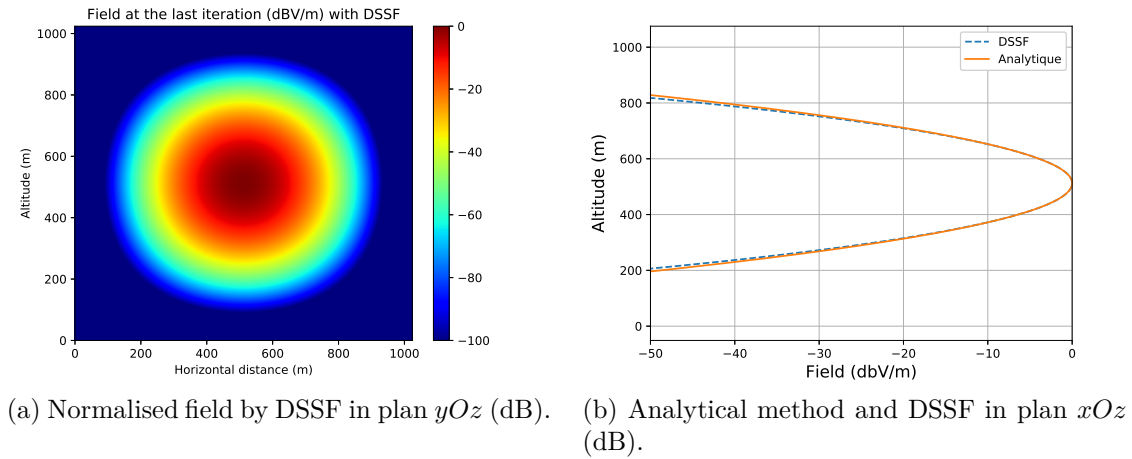 Field at the last iteration (dBV/m) with DSSF
1000
800
600
400
200
0
Altitude (m)
0 200 400 600 800 1000
Horizontal distance (m)
0
−20
−40
−60
−80
−100
1000
800
600
400
200
0
Altitude (m)
−50 −40 −30 −20 −10 0
Field (dbV/m)
DSSF
Analytique
(a) Normalised field by DSSF in plan yOz (dB).
(b) Analytical method and DSSF in plan xOz
(dB).